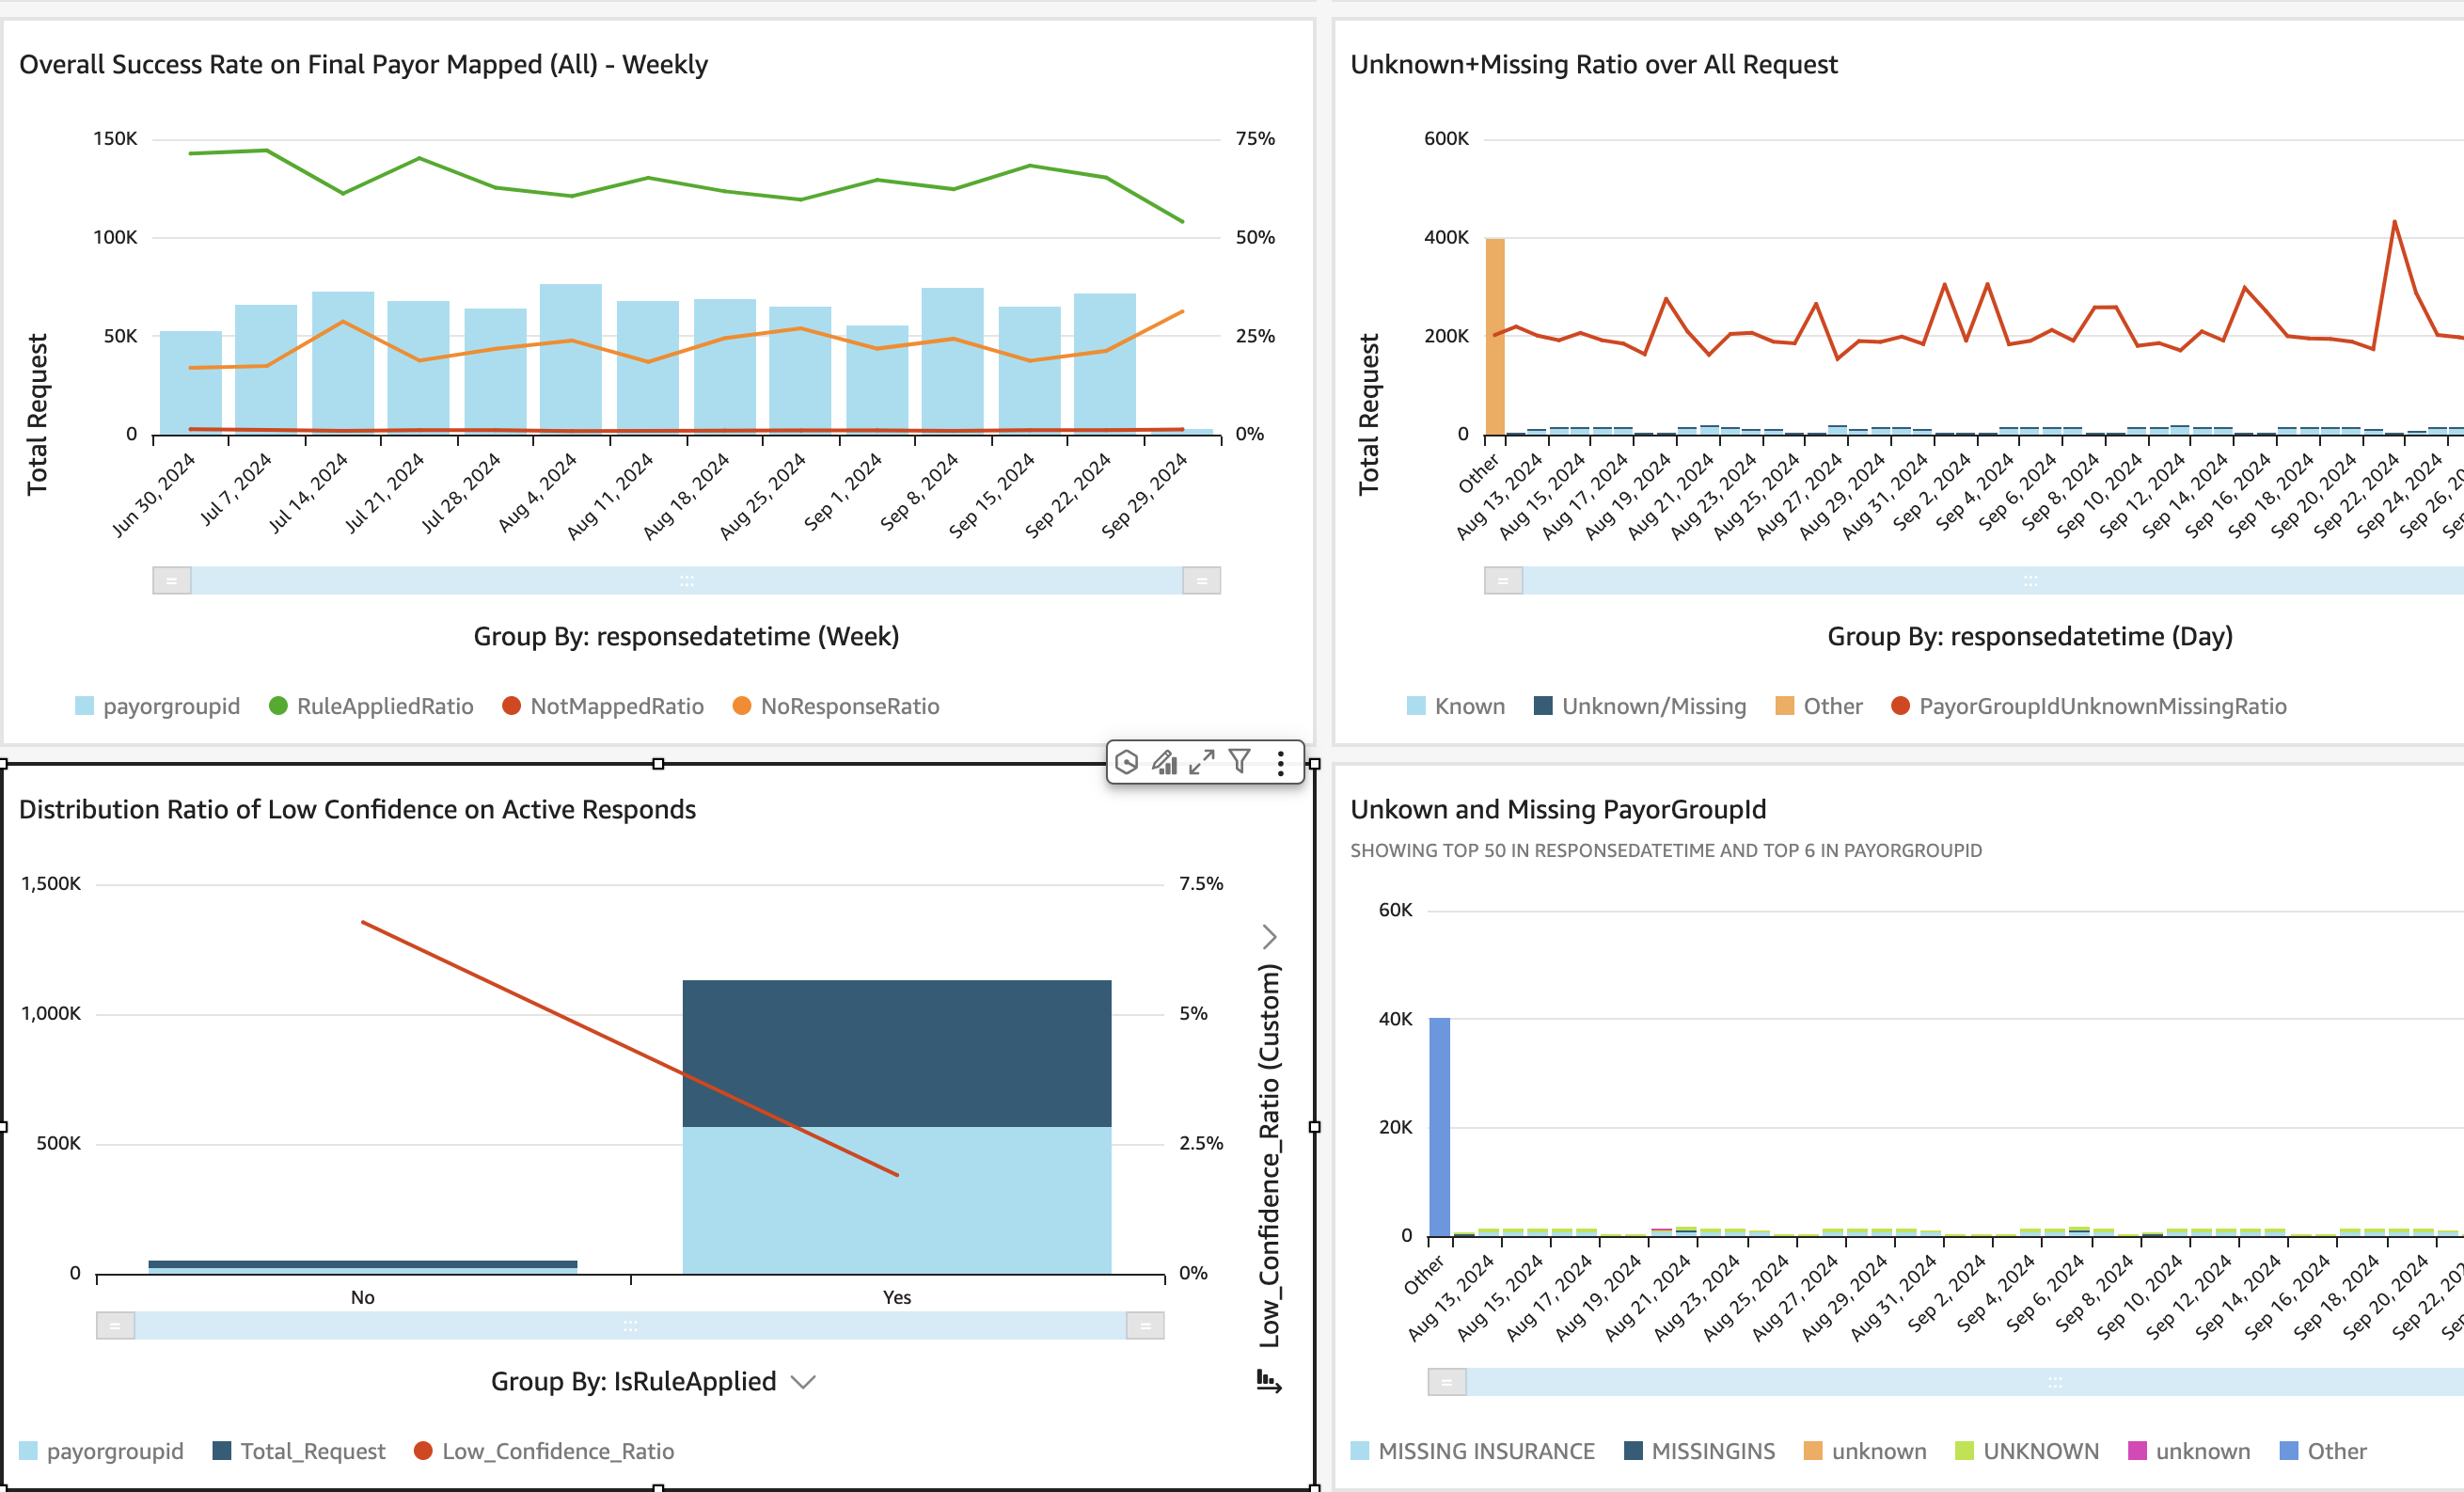 Overall Success Rate on Final Payor Mapped (All) - Weekly
150K
100K
50K
0
75%
50%
25%
0%
Total Request
Jun 30, 2024
Jul 7, 2024
Jul 14, 2024
Jul 21, 2024
Jul 28, 2024
Aug 4, 2024
Aug 11, 2024
Aug 18, 2024
Aug 25, 2024
Sep 1, 2024
Sep 8, 2024
Sep 15, 2024
Sep 22, 2024
Sep 29, 2024
Group By: responsedatetime (Week)
payorgroupid RuleAppliedRatio NotMappedRatio NoResponseRatio
Unknown+Missing Ratio over All Request
600K
400K
200K
0
Total Request
Other
Aug 13, 2024
Aug 15, 2024
Aug 17, 2024
Aug 19, 2024
Aug 21, 2024
Aug 23, 2024
Aug 25, 2024
Aug 27, 2024
Aug 29, 2024
Aug 31, 2024
Sep 2, 2024
Sep 4, 2024
Sep 6, 2024
Sep 8, 2024
Sep 10, 2024
Sep 12, 2024
Sep 14, 2024
Sep 16, 2024
Sep 18, 2024
Sep 20, 2024
Sep 22, 2024
Sep 24, 2024
Sep 26, 20
Group By: responsedatetime (Day)
Known Unknown/Missing Other PayorGroupIdUnknownMissingRatio
Distribution Ratio of Low Confidence on Active Responds
1,500K
1,000K
500K
0
7.5%
5%
2.5%
0%
Low_Confidence_Ratio (Custom)
No
Yes
Group By: IsRuleApplied
payorgroupid Total_Request Low_Confidence_Ratio
Unkown and Missing PayorGroupId
SHOWING TOP 50 IN RESPONSEDATETIME AND TOP 6 IN PAYORGROUPID
60K
40K
20K
0
Other
Aug 13, 2024
Aug 15, 2024
Aug 17, 2024
Aug 19, 2024
Aug 21, 2024
Aug 23, 2024
Aug 25, 2024
Aug 27, 2024
Aug 29, 2024
Aug 31, 2024
Sep 2, 2024
Sep 4, 2024
Sep 6, 2024
Sep 8, 2024
Sep 10, 2024
Sep 12, 2024
Sep 14, 2024
Sep 16, 2024
Sep 18, 2024
Sep 20, 2024
Sep 22, 202
MISSING INSURANCE MISSINGINS unknown UNKNOWN unknown Other